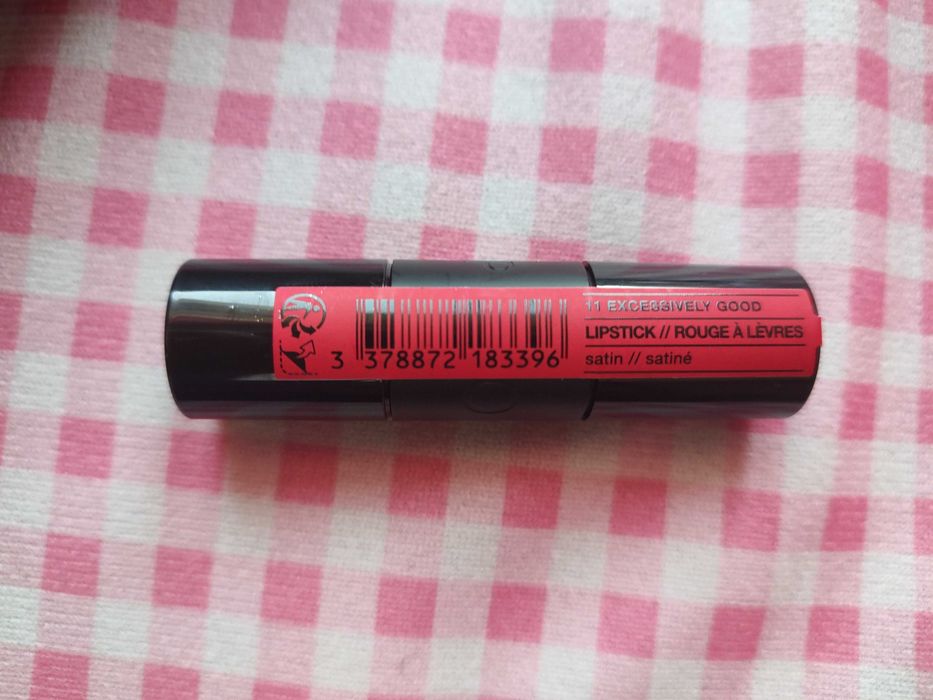 11 EXCESSIVELY GOOD
LIPSTICK // ROUGE À LÈVRES
satin // satiné
3 378872 183396